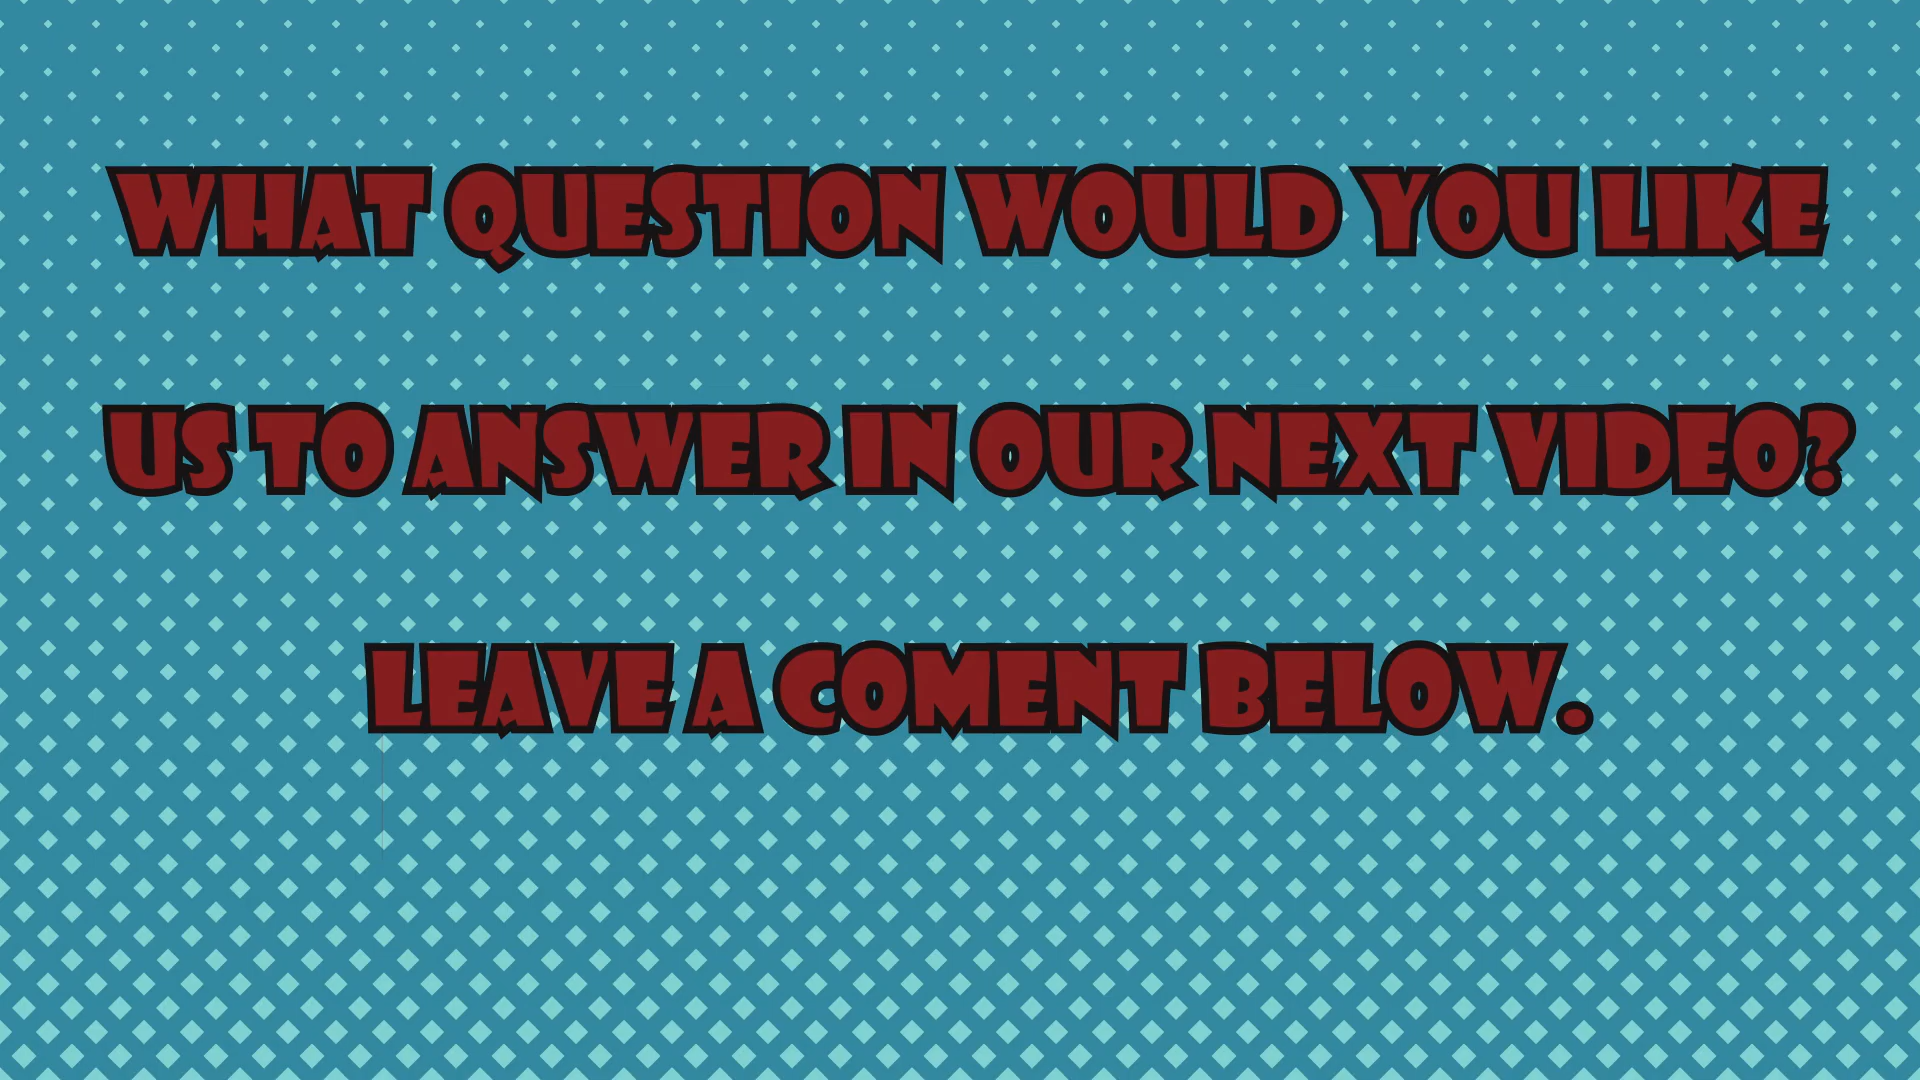 WHAT QUESTION WOULD YOU LIKE
US TO ANSWER IN OUR NEXT VIDEO?
LEAVE A COMENT BELOW.